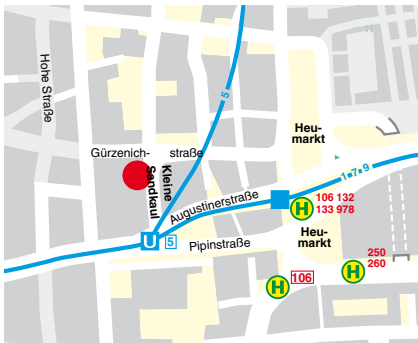 Hohe Straße
5
Heu-
markt
Gürzenich-
straße
Kleine
Sandkaul
1·7·9
Augustinerstraße
H
106 132
133 978
U
5
Pipinstraße
Heu-
markt
250
260
H
106
H